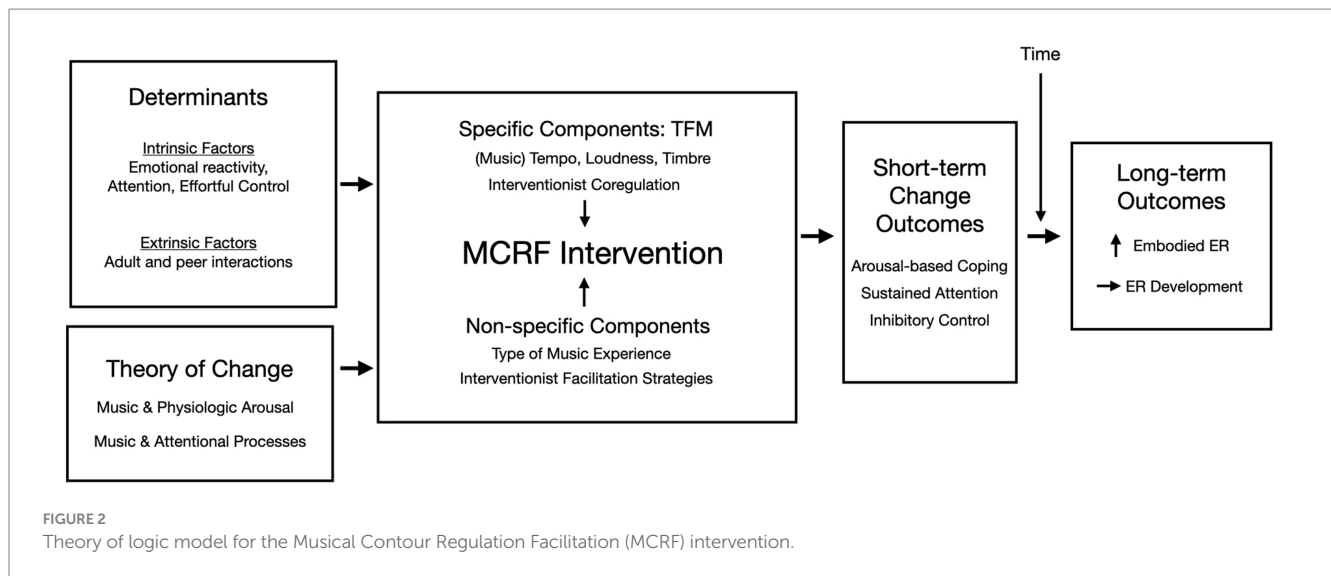 Determinants
Intrinsic Factors
Emotional reactivity,
Attention, Effortful Control
Extrinsic Factors
Adult and peer interactions
Theory of Change
Music & Physiologic Arousal
Music & Attentional Processes
Specific Components: TFM
(Music) Tempo, Loudness, Timbre
Interventionist Coregulation
MCRF Intervention
Non-specific Components
Type of Music Experience
Interventionist Facilitation Strategies
Short-term
Change
Outcomes
Arousal-based Coping
Sustained Attention
Inhibitory Control
Time
Long-term
Outcomes
Embodied ER
ER Development
FIGURE 2
Theory of logic model for the Musical Contour Regulation Facilitation (MCRF) intervention.